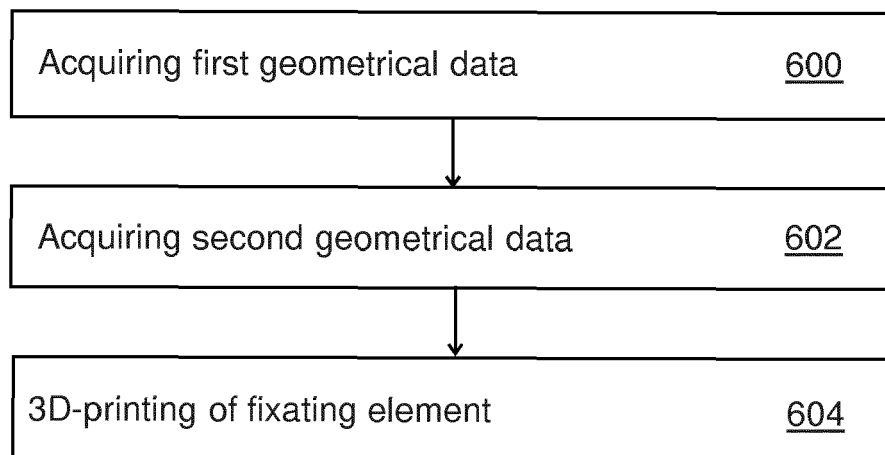 Acquiring first geometrical data 600
Acquiring second geometrical data 602
3D-printing of fixating element 604